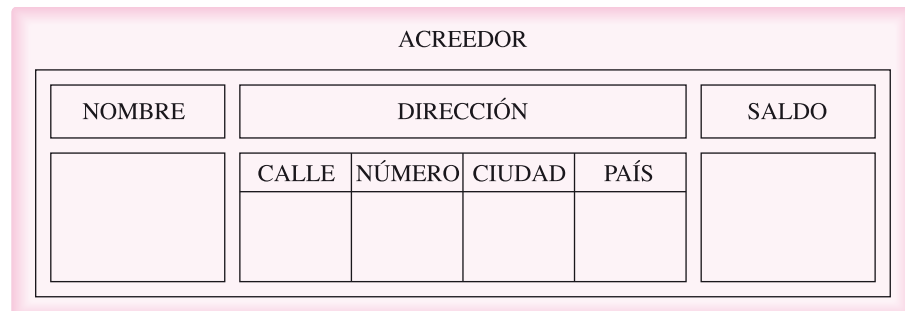 ACREEDOR
NOMBRE DIRECCIÓN SALDO
CALLE NÚMERO CIUDAD PAÍS